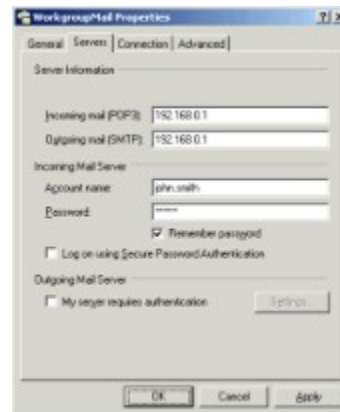 WorkgroupMail Properties
General Servers Connection Advanced
Server Information
Incoming mail (POP3): 192.168.0.1
Outgoing mail (SMTP): 192.168.0.1
Incoming Mail Server
Account name: john.smith
Password:
Remember password
Log on using Secure Password Authentication
Outgoing Mail Server
My server requires authentication Settings...
OK Cancel Apply